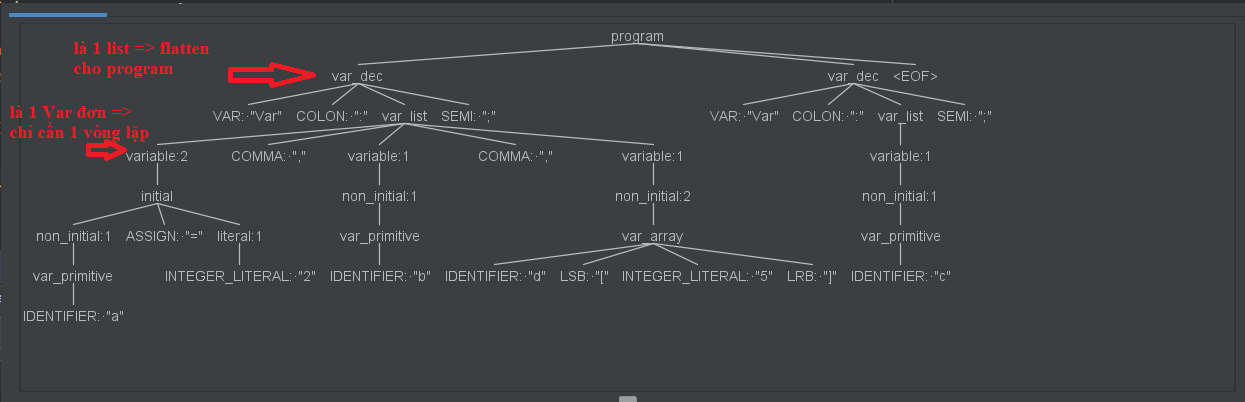 program
là 1 list => flatten
cho program
var_dec
var_dec
<EOF>
là 1 Var đơn =>
chỉ cần 1 vòng lặp
VAR:·"Var"
COLON:·":"
var_list
SEMI:·";"
VAR:·"Var"
COLON:·":"
var_list
SEMI:·";"
variable:2
COMMA:·","
variable:1
COMMA:·","
variable:1
variable:1
initial
non_initial:1
non_initial:2
non_initial:1
non_initial:1
ASSIGN:·"="
literal:1
var_primitive
var_array
var_primitive
var_primitive
INTEGER_LITERAL:·"2"
IDENTIFIER:·"b"
IDENTIFIER:·"d"
LSB:·"["
INTEGER_LITERAL:·"5"
LRB:·"]"
IDENTIFIER:·"c"
IDENTIFIER:·"a"